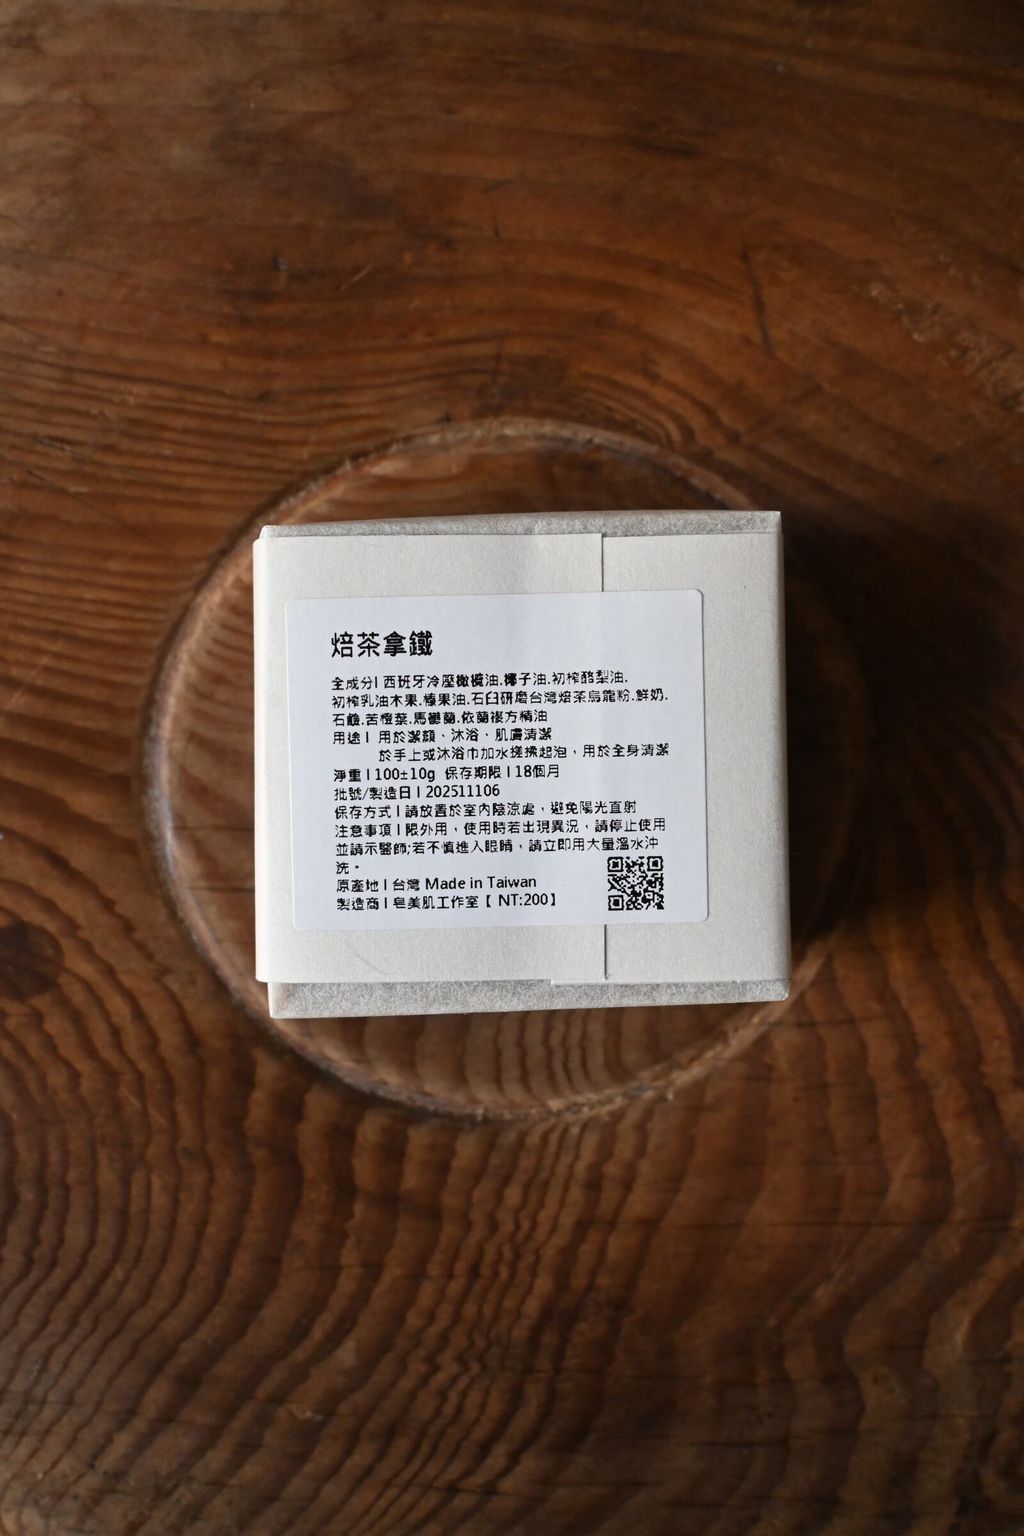 焙茶拿鐵
全成分| 西班牙冷壓橄欖油.椰子油.初榨酪梨油.
初榨乳油木果.榛果油.石臼研磨台灣焙茶烏龍粉.鮮奶.
石鹼.苦橙葉.馬鬱蘭.依蘭複方精油
用途| 用於潔顏、沐浴、肌膚清潔
於手上或沐浴巾加水搓揉起泡，用於全身清潔
淨重|100±10g 保存期限|18個月
批號/製造日|202511106
保存方式|請放置於室內陰涼處，避免陽光直射
注意事項|限外用，使用時若出現異況，請停止使用
並請示醫師;若不慎進入眼睛，請立即用大量溫水沖
洗。
原產地|台灣 Made in Taiwan
製造商|皂美肌工作室【 NT:200】